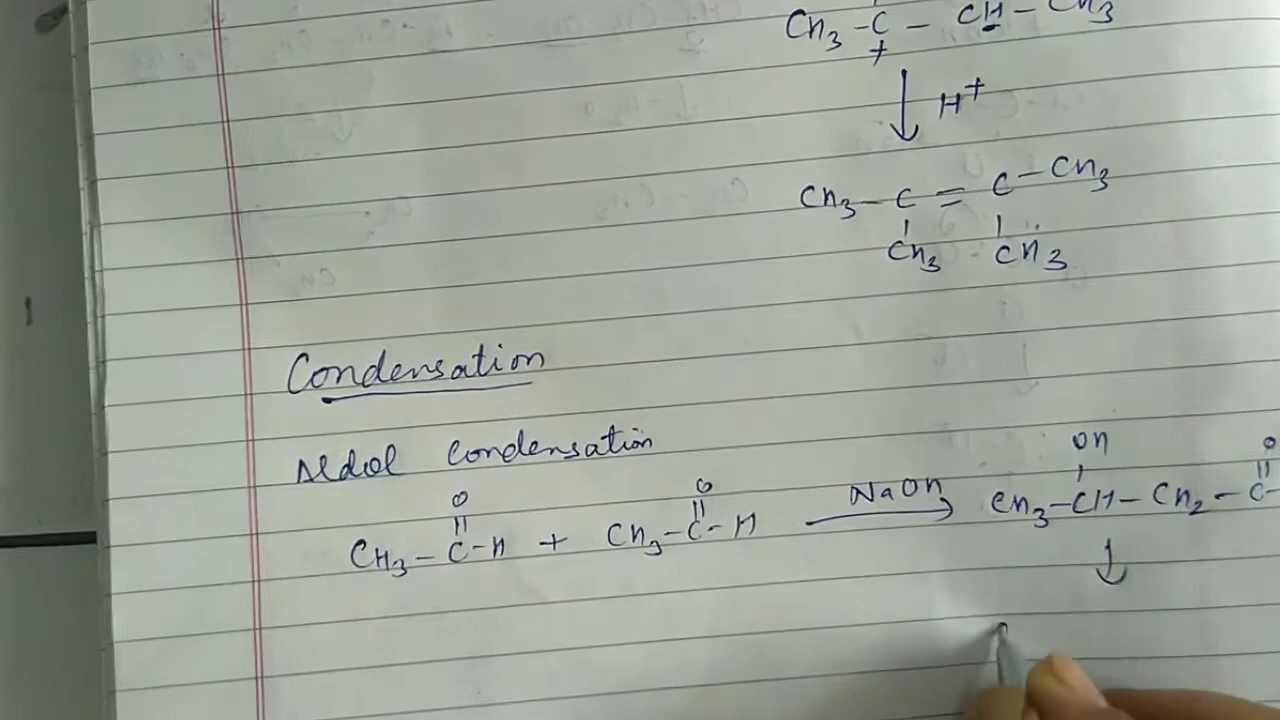 CH3 - C - CH - CH3
+
↓ H+
CH3 - C = C - CH3
CH3 CH3
Condensation
Aldol condensation
O O OH O
CH3 - C - H + CH3 - C - H NaOH → CH3 - CH - CH2 - C -
↓